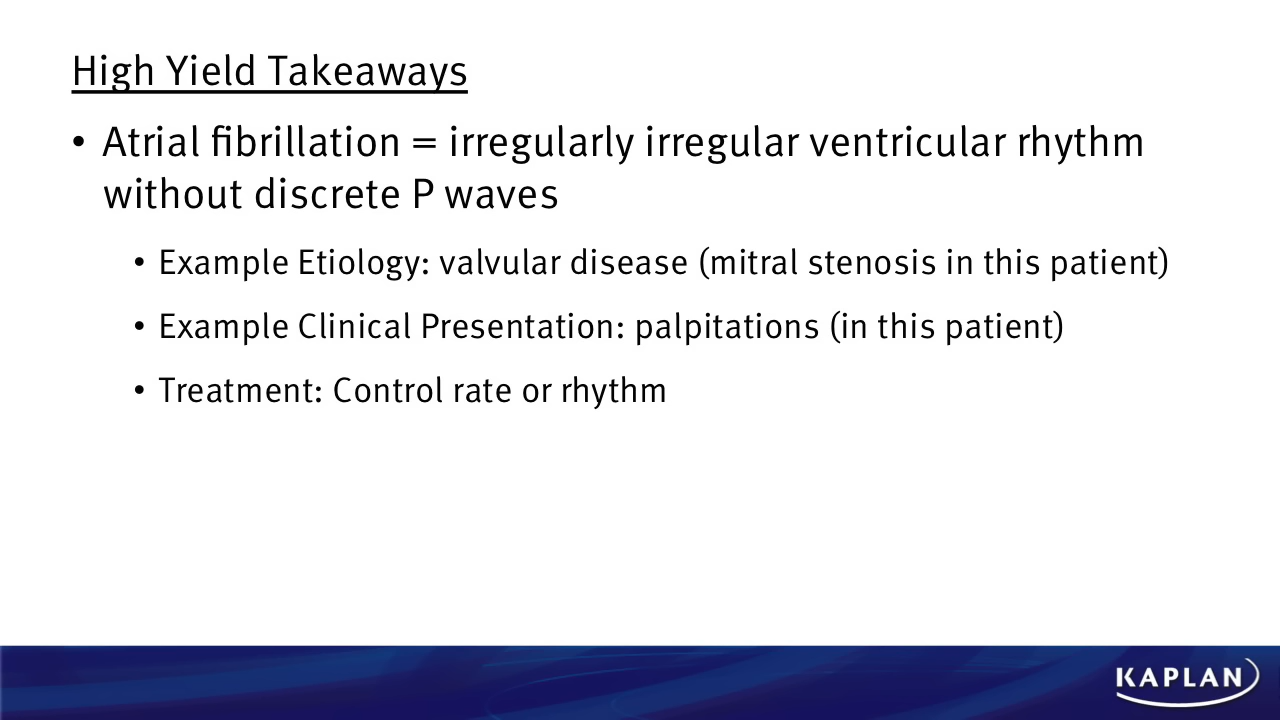 High Yield Takeaways
• Atrial fibrillation = irregularly irregular ventricular rhythm
without discrete P waves
• Example Etiology: valvular disease (mitral stenosis in this patient)
• Example Clinical Presentation: palpitations (in this patient)
• Treatment: Control rate or rhythm
KAPLAN